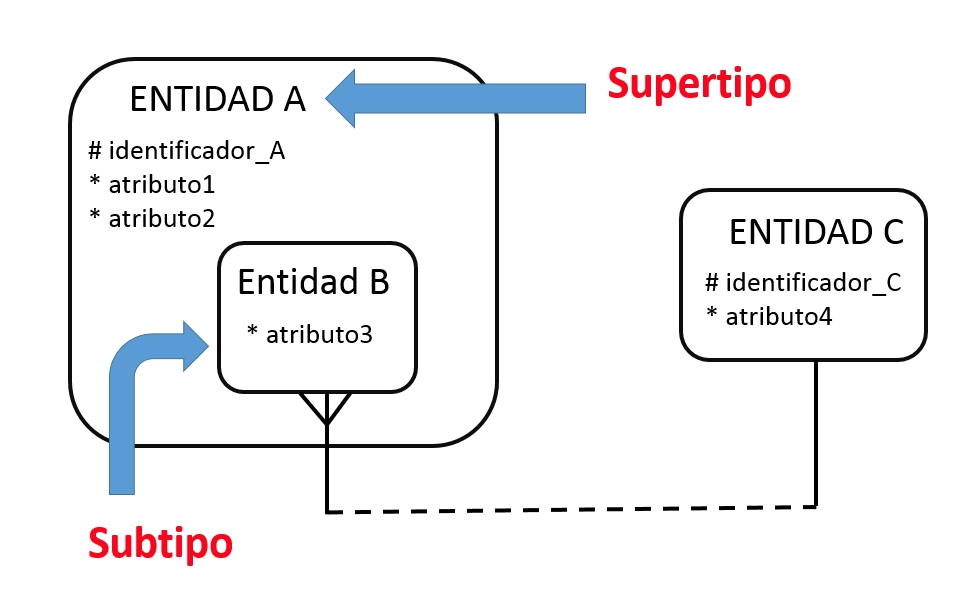 ENTIDAD A
Supertipo
# identificador_A
* atributo1
* atributo2
Entidad B
* atributo3
ENTIDAD C
# identificador_C
* atributo4
Subtipo